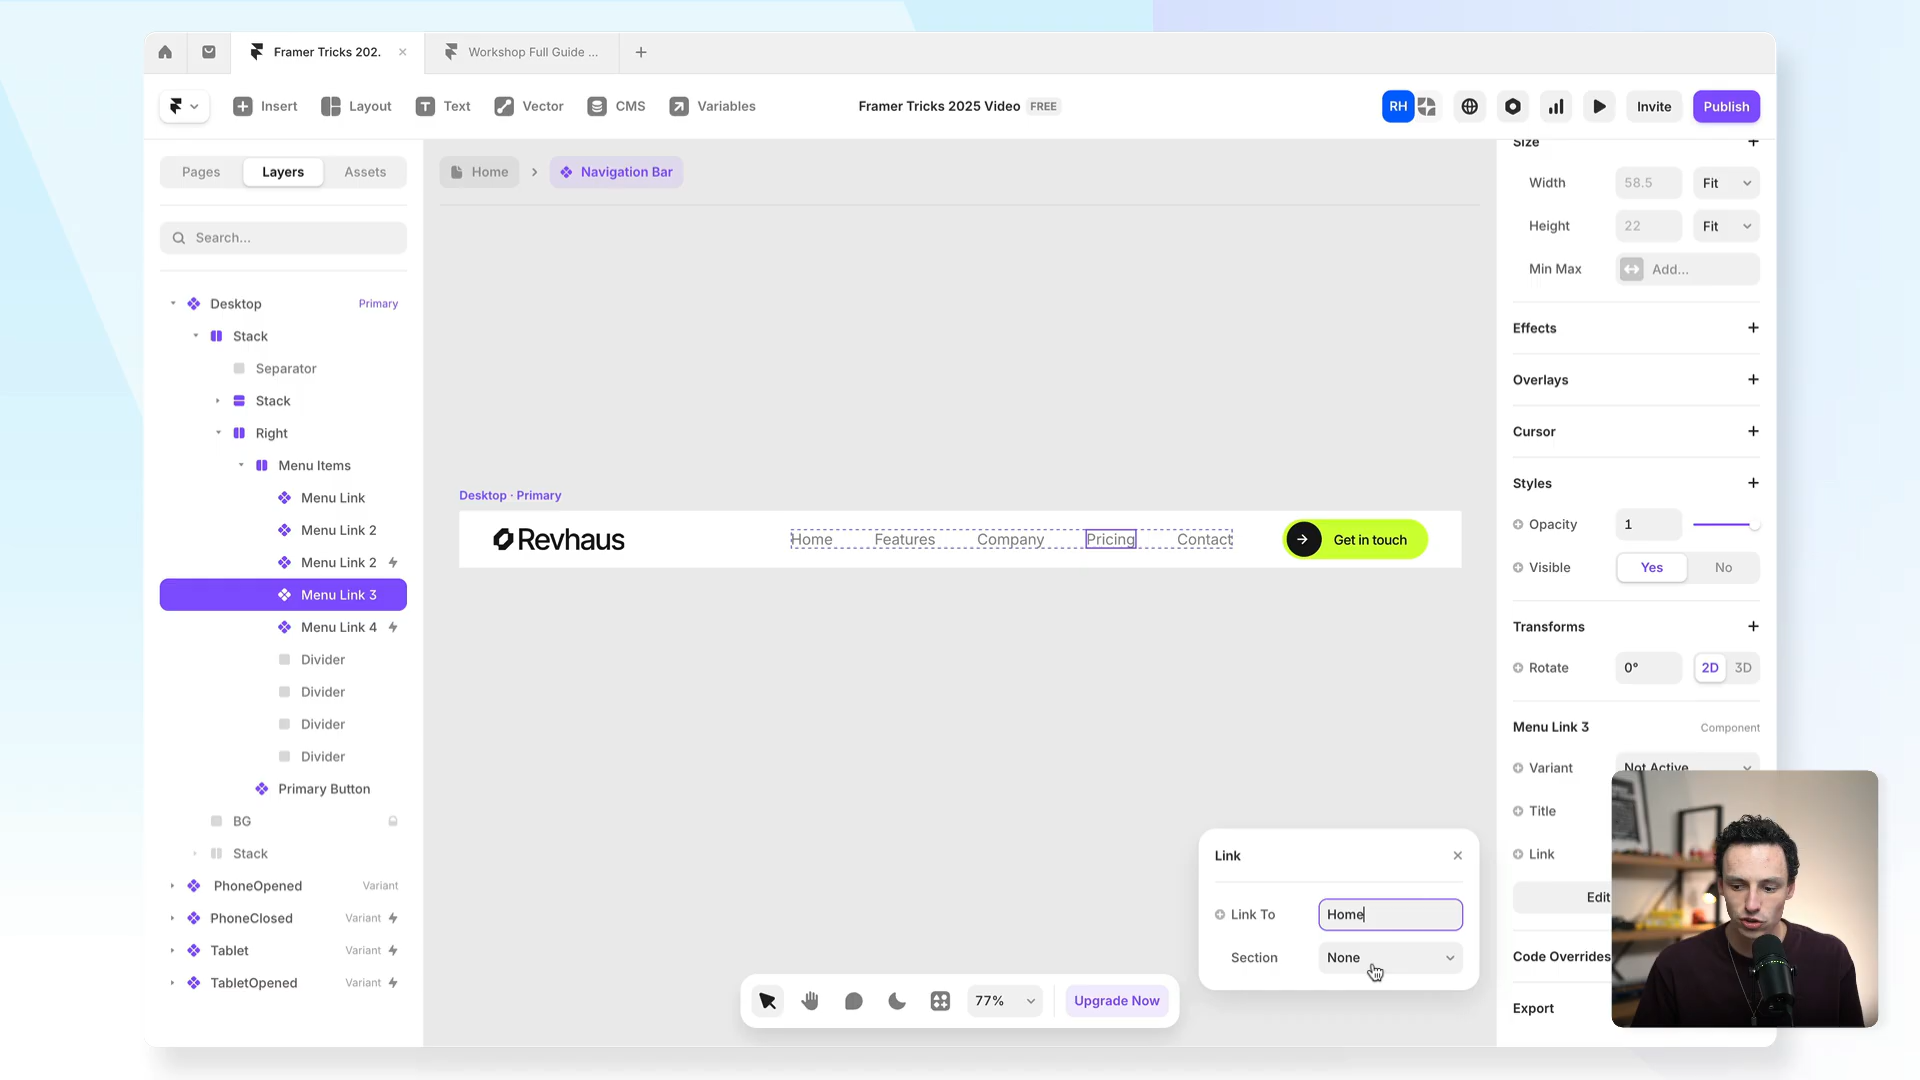 Framer Tricks 202.
Workshop Full Guide ...
Insert
Layout
Text
Vector
CMS
Variables
Framer Tricks 2025 Video FREE
RH
Invite
Publish
Pages
Layers
Assets
Search...
Desktop Primary
Stack
Separator
Stack
Right
Menu Items
Menu Link
Menu Link 2
Menu Link 2
Menu Link 3
Menu Link 4
Divider
Divider
Divider
Divider
Primary Button
BG
Stack
PhoneOpened Variant
PhoneClosed Variant
Tablet Variant
TabletOpened Variant
Home
Navigation Bar
Desktop · Primary
Revhaus
Home
Features
Company
Pricing
Contact
Get in touch
Link
Link To Home
Section None
77%
Upgrade Now
Size
Width 58.5 Fit
Height 22 Fit
Min Max Add...
Effects
Overlays
Cursor
Styles
Opacity 1
Visible Yes No
Transforms
Rotate 0° 2D 3D
Menu Link 3 Component
Variant Not Active
Title
Link
Edit
Code Overrides
Export